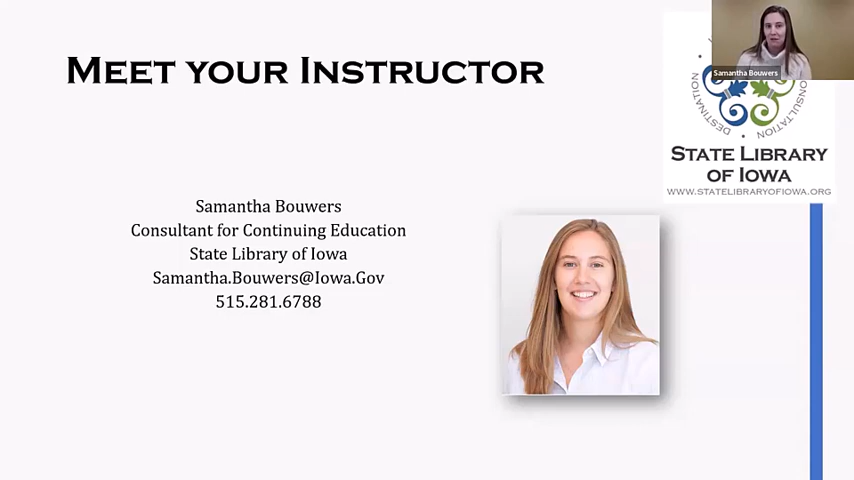 MEET YOUR INSTRUCTOR
Samantha Bouwers
DESTINATION
CONSULTATION
STATE LIBRARY
OF IOWA
WWW.STATELIBRARYOFIOWA.ORG
Samantha Bouwers
Consultant for Continuing Education
State Library of Iowa
Samantha.Bouwers@Iowa.Gov
515.281.6788